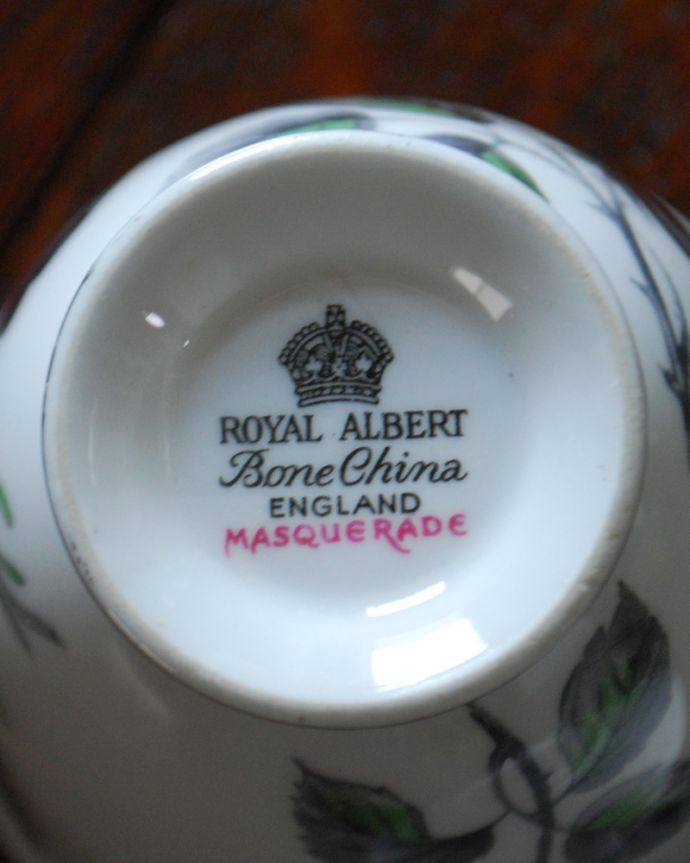 ROYAL ALBERT
Bone China
ENGLAND
MASQUERADE